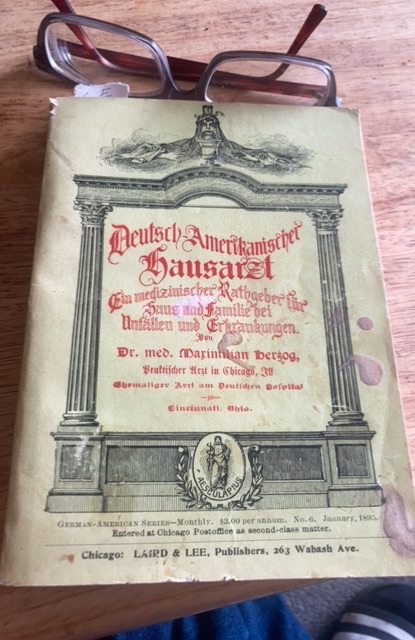 Deutsch-Amerikanischer
Hausarzt
Ein medizinischer Rathgeber für
Haus und Familie bei
Unfällen und Erkrankungen.
Von
Dr. med. Maximilian Herzog,
Praktischer Arzt in Chicago, Ill
Ehemaliger Arzt am Deutschen Hospital
Cincinnati, Ohio.
AESCULAPIUS
German-American Series—Monthly. $3.00 per annum. No. 6. January, 1895.
Entered at Chicago Postoffice as second-class matter.
Chicago: LAIRD & LEE, Publishers, 263 Wabash Ave.